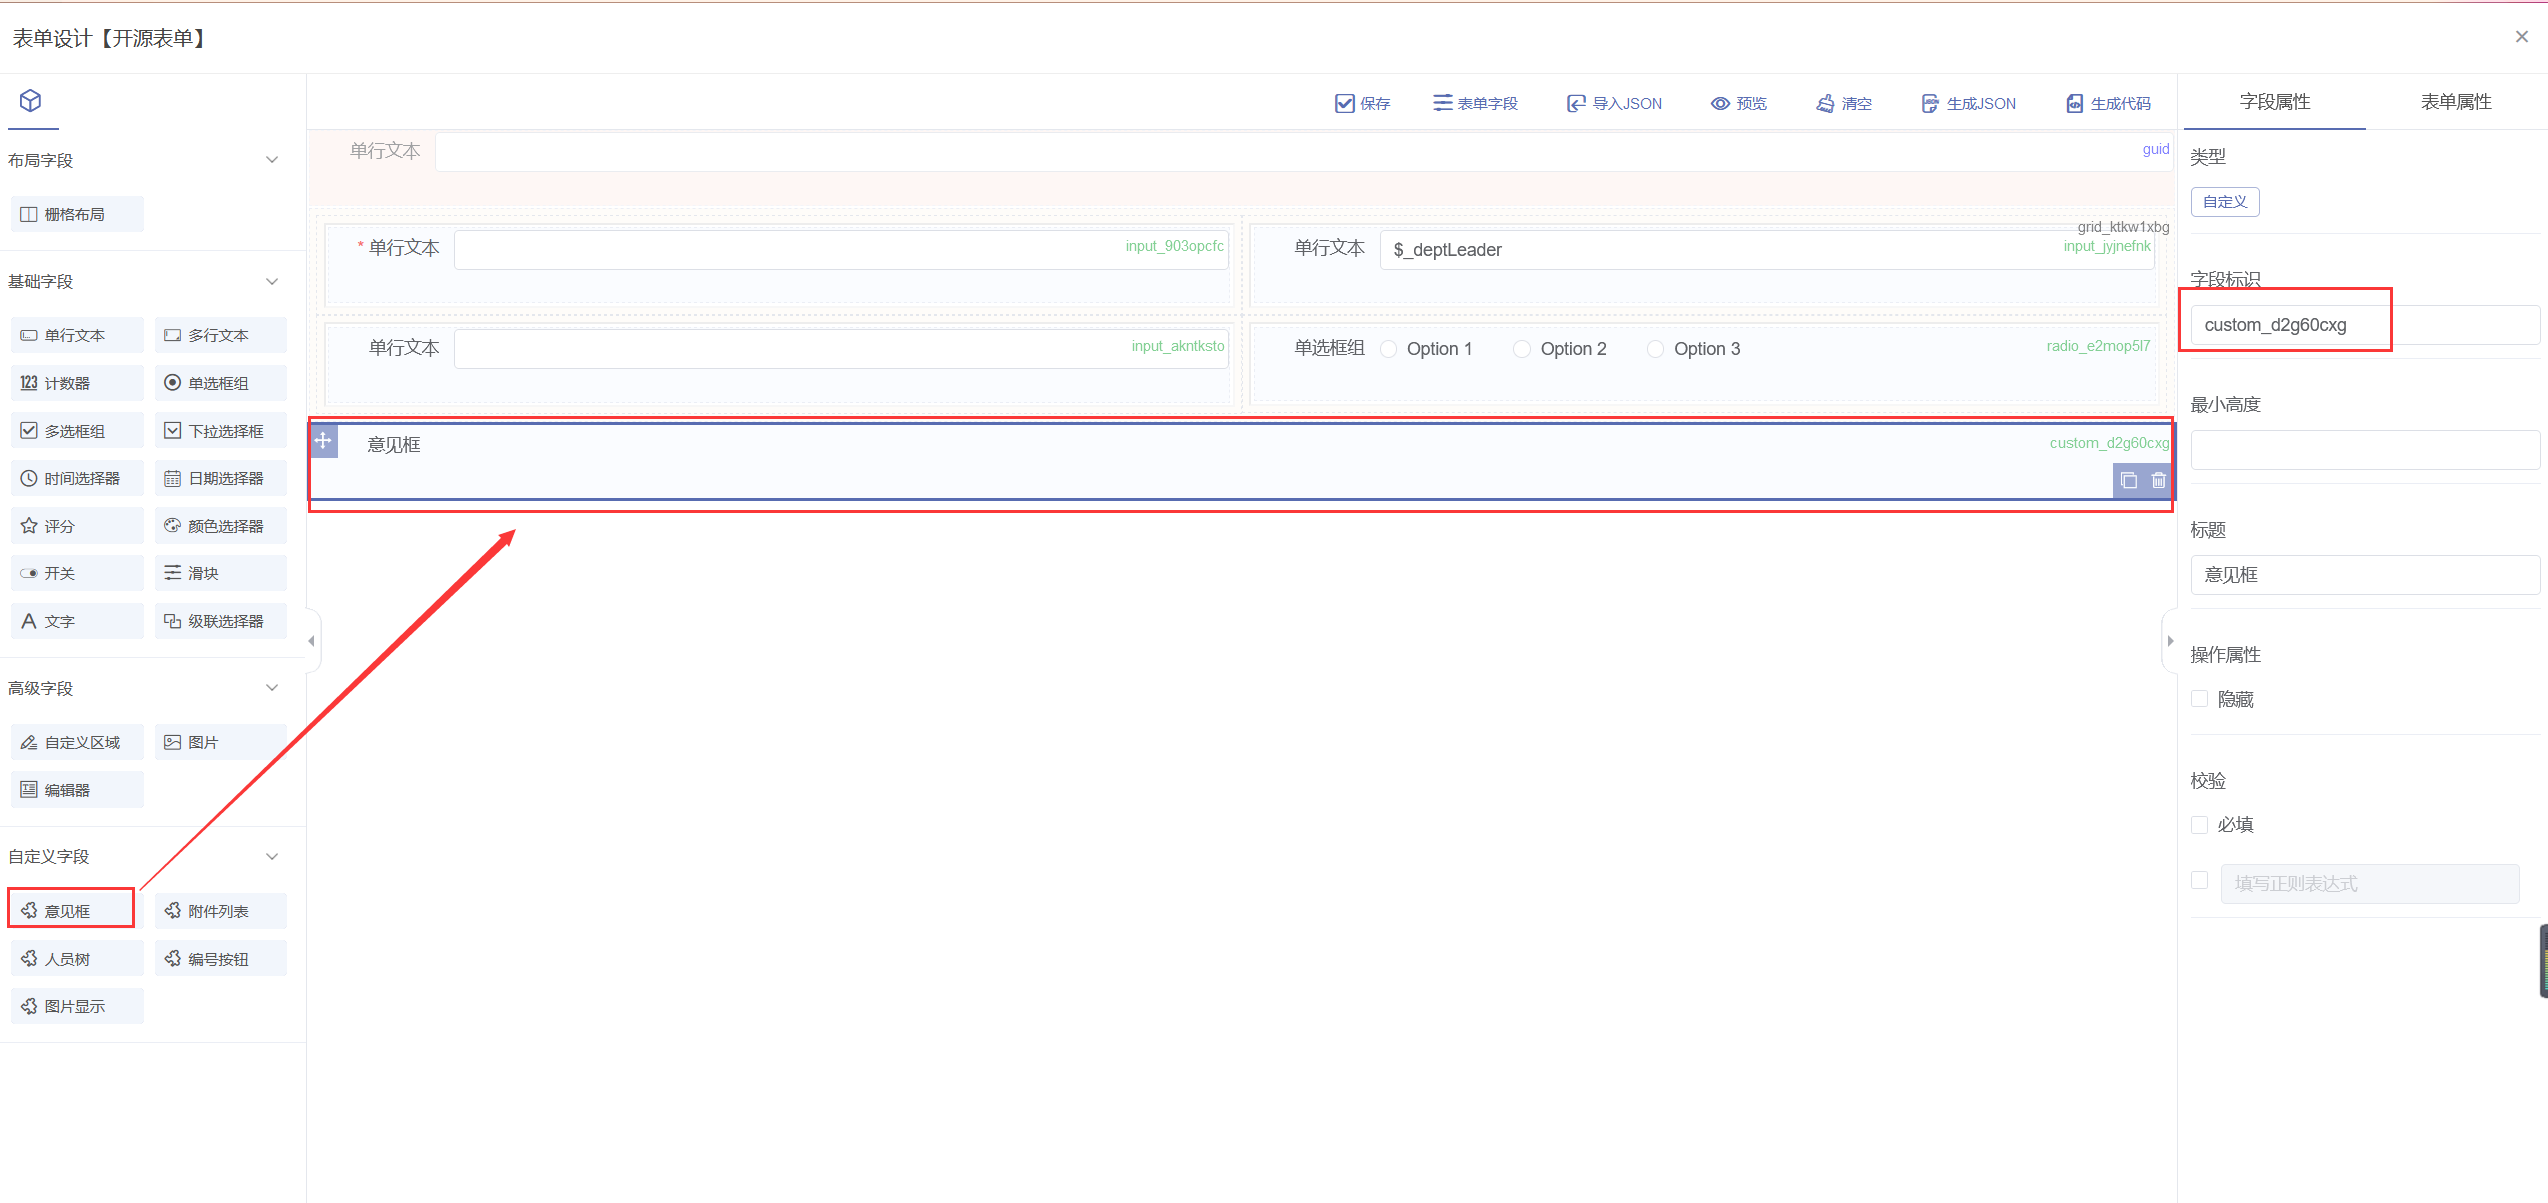 表单设计【开源表单】
保存
表单字段
导入JSON
预览
清空
生成JSON
生成代码
字段属性
表单属性
布局字段
栅格布局
基础字段
单行文本
多行文本
123 计数器
单选框组
多选框组
下拉选择框
时间选择器
日期选择器
评分
颜色选择器
开关
滑块
文字
级联选择器
高级字段
自定义区域
图片
编辑器
自定义字段
意见框
附件列表
人员树
编号按钮
图片显示
单行文本
guid
grid_ktkw1xbg
* 单行文本
input_903opcfc
单行文本
$_deptLeader
input_jyjnefnk
单行文本
input_akntksto
单选框组
Option 1
Option 2
Option 3
radio_e2mop5l7
意见框
custom_d2g60cxg
类型
自定义
字段标识
custom_d2g60cxg
最小高度
标题
意见框
操作属性
隐藏
校验
必填
填写正则表达式